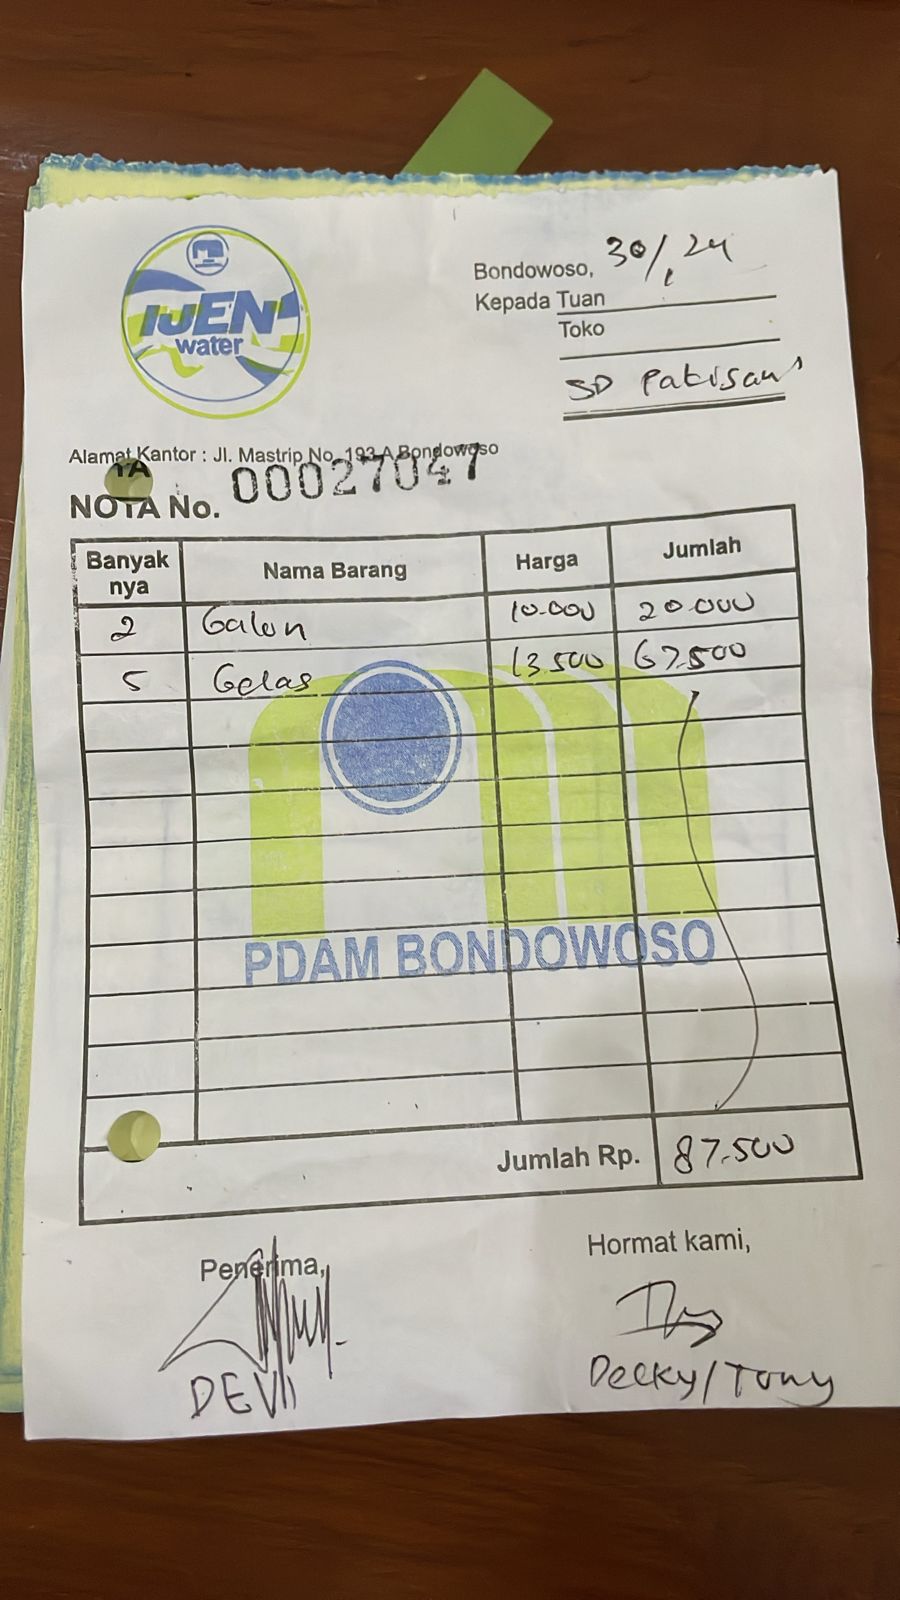 IJEN
water
Bondowoso, 30/1 24
Kepada Tuan
Toko
SD Pakisan
Alamat Kantor : Jl. Mastrip No. 193 A Bondowoso
NOTA No. 00027047
Banyak nya Nama Barang Harga Jumlah
2 Galon 10.000 20.000
5 Gelas 13.500 67.500
PDAM BONDOWOSO
Jumlah Rp. 87.500
Penerima, Hormat kami,
DEVI Decky/Tony